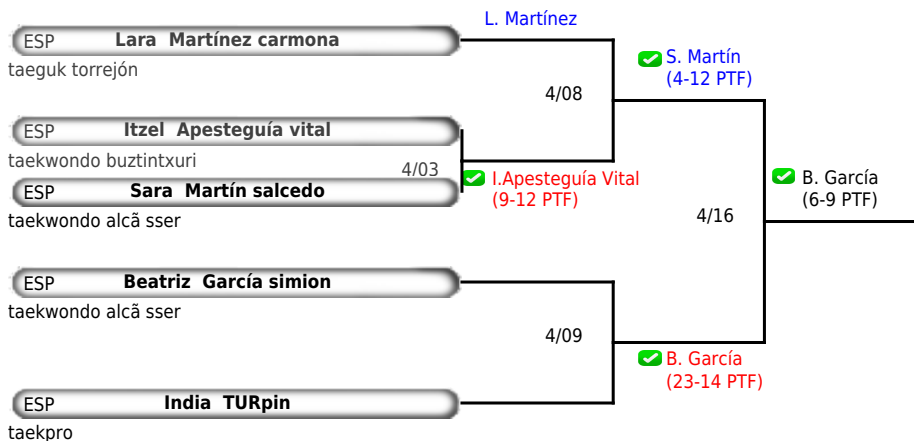 L. Martínez
ESP Lara Martínez carmona
taeguk torrejón
S. Martín
(4-12 PTF)
4/08
ESP Itzel Apesteguía vital
taekwondo buztintxuri
4/03
I.Apesteguía Vital
(9-12 PTF)
ESP Sara Martín salcedo
taekwondo alcã sser
B. García
(6-9 PTF)
4/16
ESP Beatriz García simion
taekwondo alcã sser
4/09
B. García
(23-14 PTF)
ESP India TURpin
taekpro